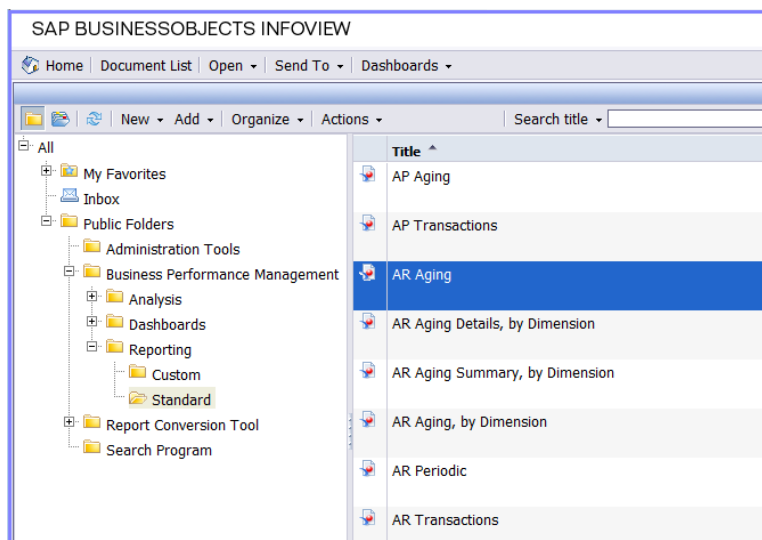 SAP BUSINESSOBJECTS INFOVIEW
Home Document List Open Send To Dashboards
New Add Organize Actions Search title
All
My Favorites
Inbox
Public Folders
Administration Tools
Business Performance Management
Analysis
Dashboards
Reporting
Custom
Standard
Report Conversion Tool
Search Program
Title
AP Aging
AP Transactions
AR Aging
AR Aging Details, by Dimension
AR Aging Summary, by Dimension
AR Aging, by Dimension
AR Periodic
AR Transactions